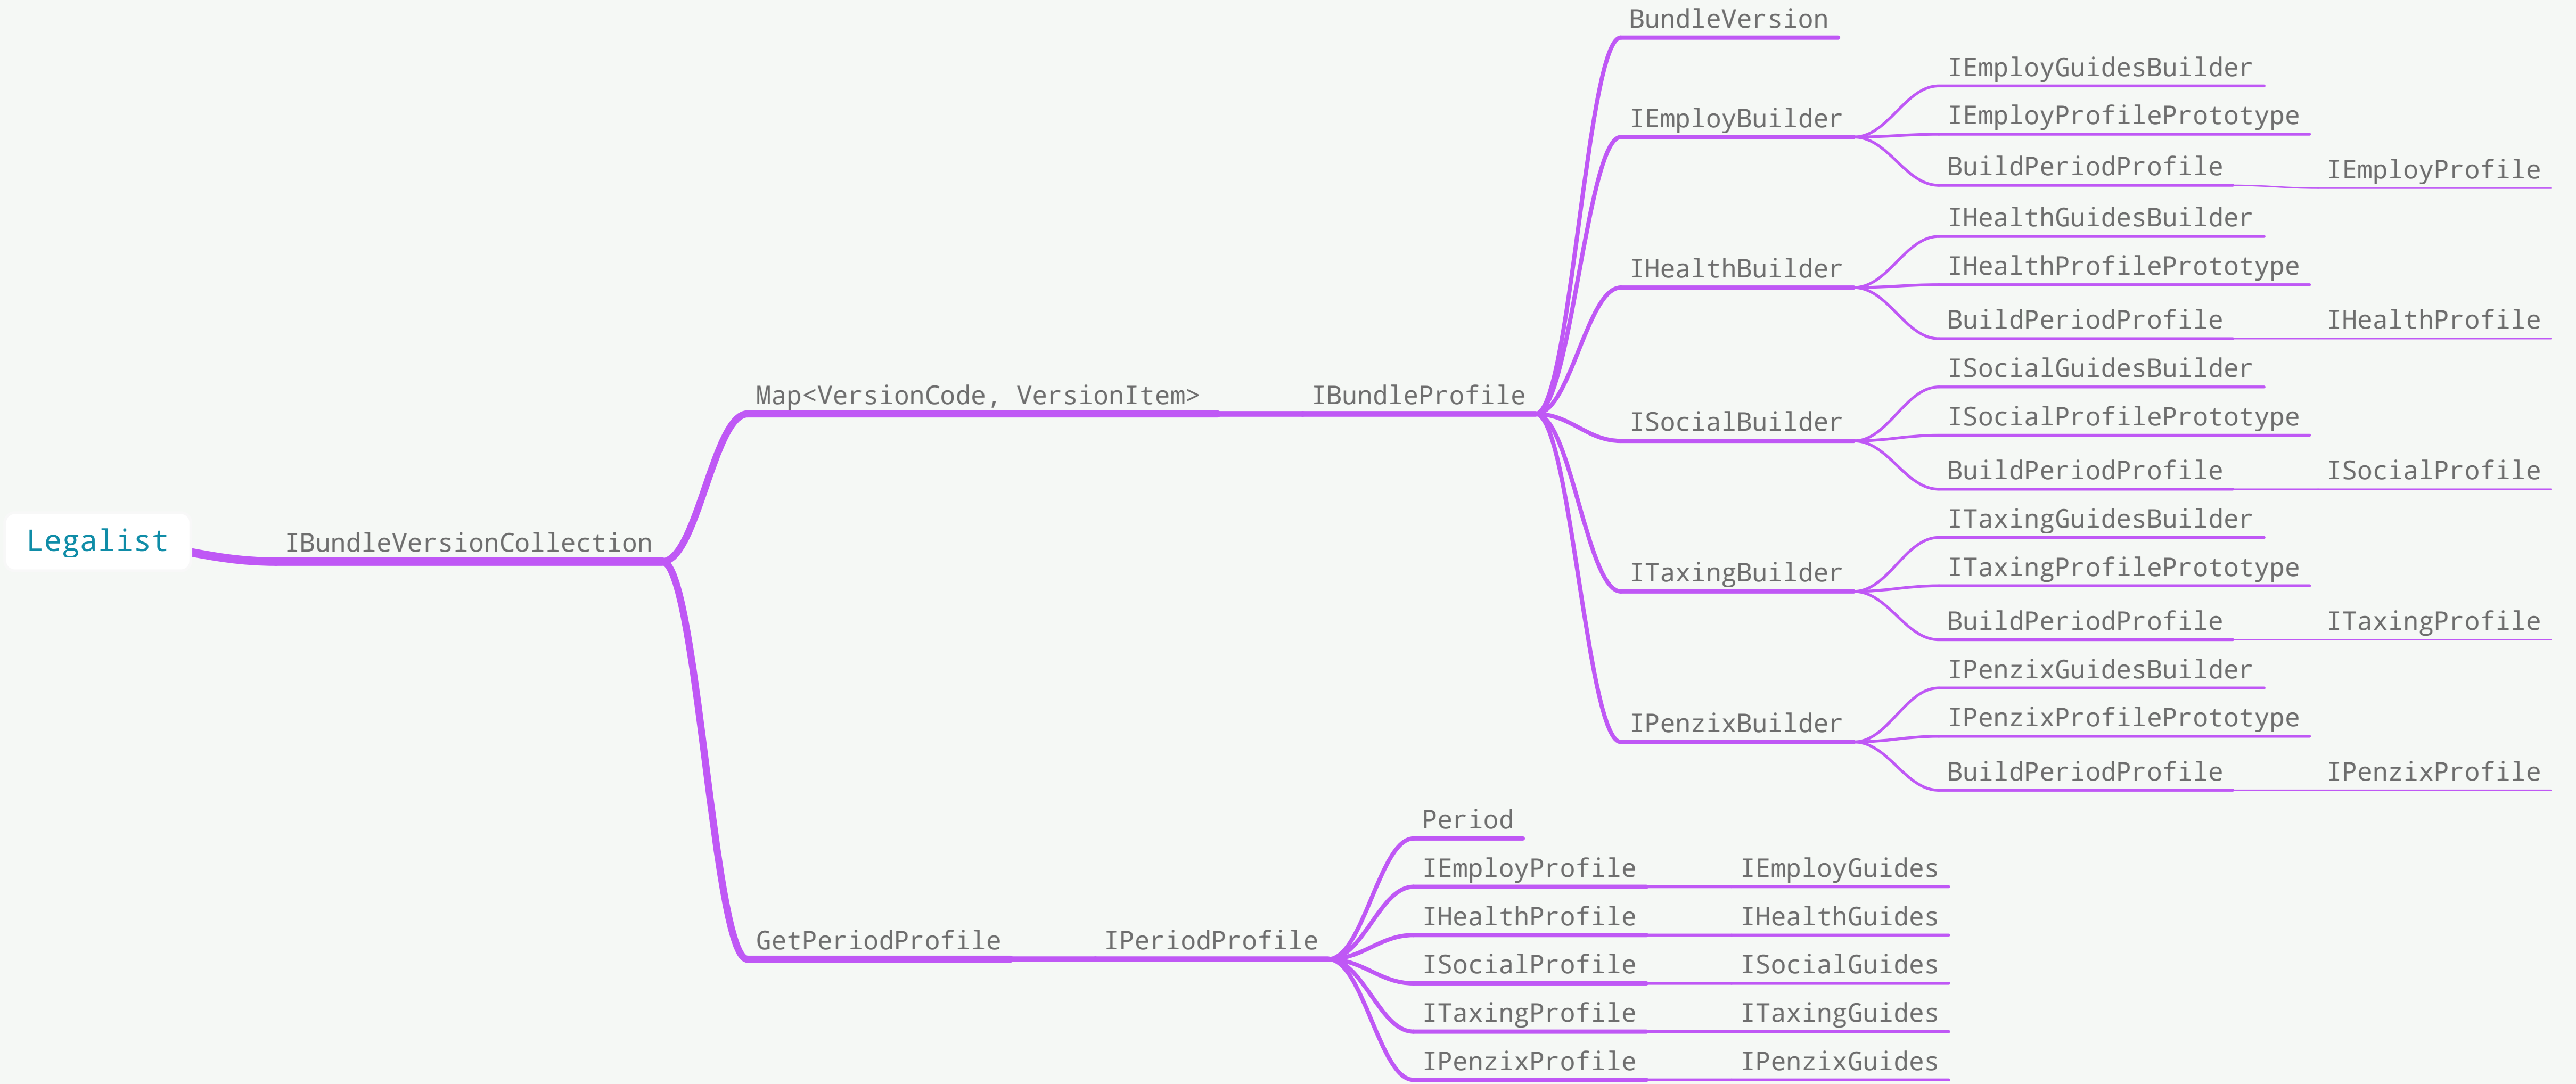 Legalist
IBundleVersionCollection
Map<VersionCode, VersionItem>
IBundleProfile
BundleVersion
IEmployBuilder
IEmployGuidesBuilder
IEmployProfilePrototype
BuildPeriodProfile
IEmployProfile
IHealthBuilder
IHealthGuidesBuilder
IHealthProfilePrototype
BuildPeriodProfile
IHealthProfile
ISocialBuilder
ISocialGuidesBuilder
ISocialProfilePrototype
BuildPeriodProfile
ISocialProfile
ITaxingBuilder
ITaxingGuidesBuilder
ITaxingProfilePrototype
BuildPeriodProfile
ITaxingProfile
IPenzixBuilder
IPenzixGuidesBuilder
IPenzixProfilePrototype
BuildPeriodProfile
IPenzixProfile
GetPeriodProfile
IPeriodProfile
Period
IEmployProfile
IEmployGuides
IHealthProfile
IHealthGuides
ISocialProfile
ISocialGuides
ITaxingProfile
ITaxingGuides
IPenzixProfile
IPenzixGuides